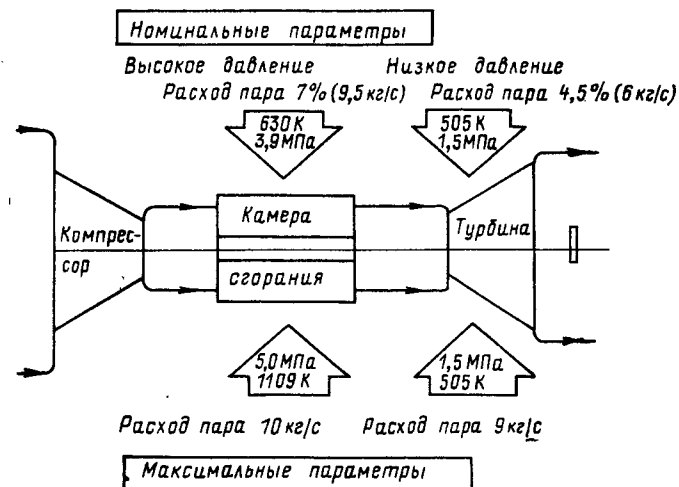 Номинальные параметры
Высокое давление Низкое давление
Расход пара 7% (9,5 кг/с) Расход пара 4,5% (6 кг/с)
630 К 505 К
3,9 МПа 1,5 МПа
Камера
Компрес- Турбина
сор
сгорания
5,0 МПа 1,5 МПа
1109 К 505 К
Расход пара 10 кг/с Расход пара 9 кг/с
Максимальные параметры